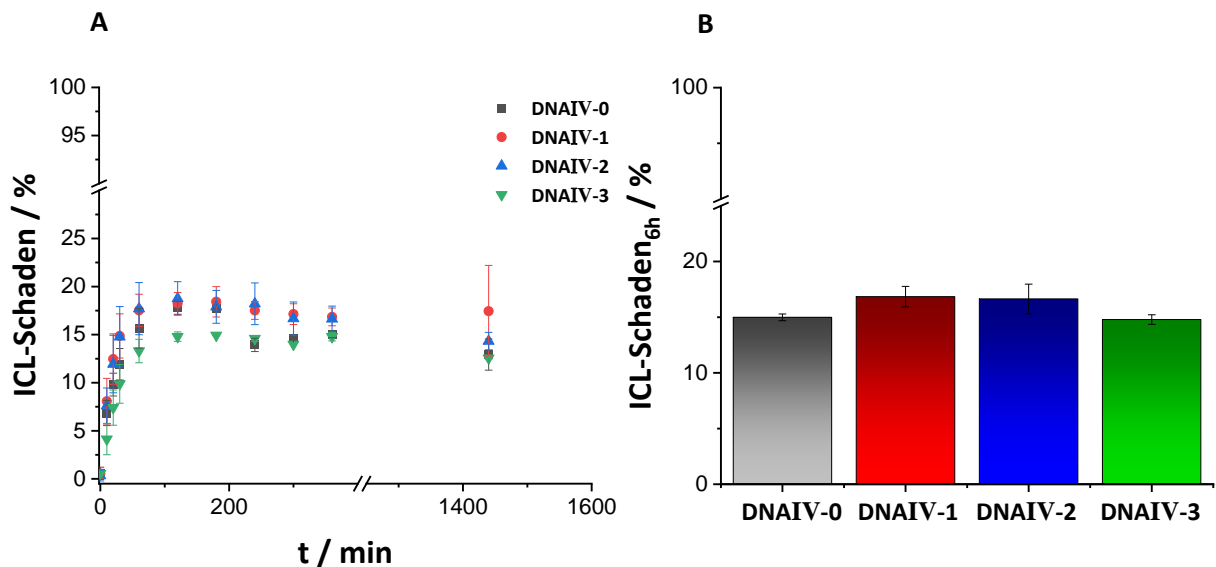 A
ICL-Schaden / %
100
95
25
20
15
10
5
0
DNAIV-0
DNAIV-1
DNAIV-2
DNAIV-3
0
200
1400
1600
t / min
B
ICL-Schaden6h / %
100
20
10
0
DNAIV-0
DNAIV-1
DNAIV-2
DNAIV-3